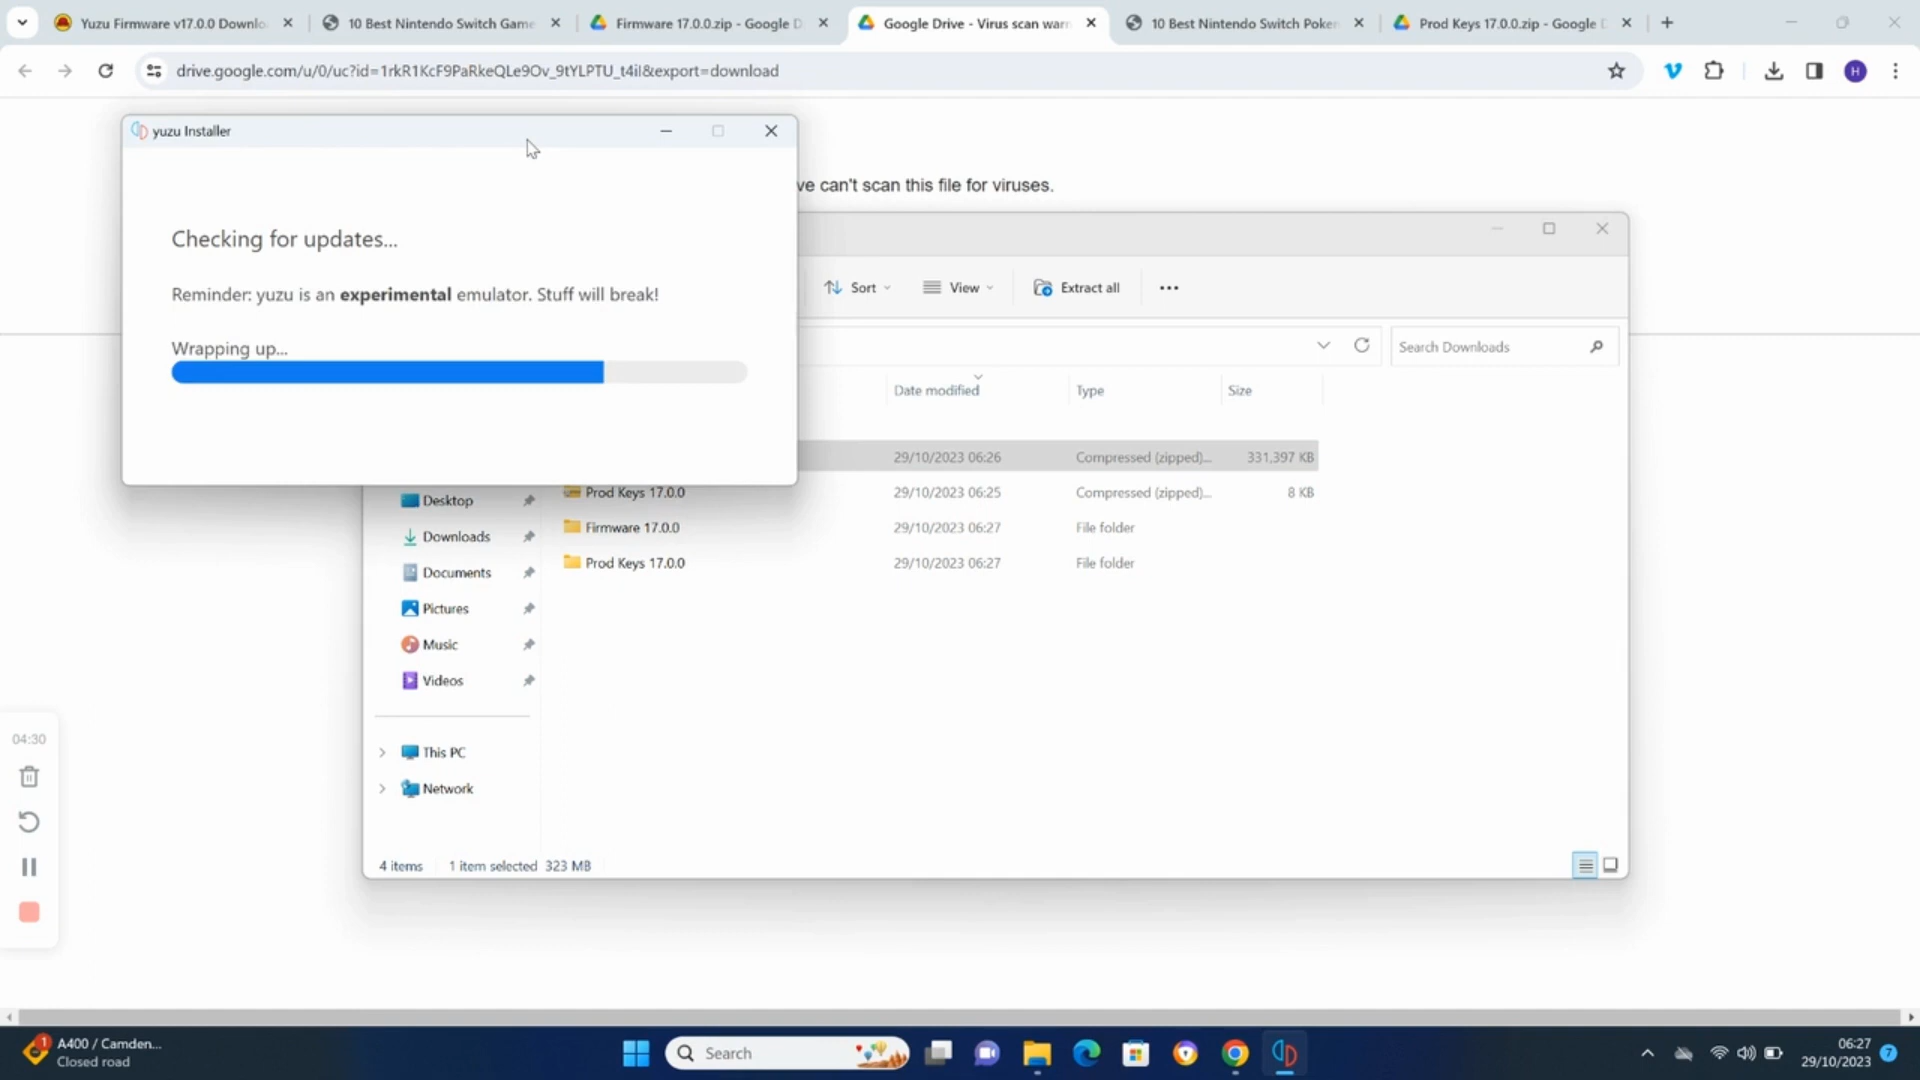 Yuzu Firmware v17.0.0 Downlo
10 Best Nintendo Switch Game
Firmware 17.0.0.zip - Google D
Google Drive - Virus scan warn
10 Best Nintendo Switch Poke
Prod Keys 17.0.0.zip - Google D
drive.google.com/u/0/uc?id=1rkR1KcF9PaRkeQLe9Ov_9tYLPTU_t4iI&export=download
H
yuzu Installer
ve can't scan this file for viruses.
Checking for updates...
Reminder: yuzu is an experimental emulator. Stuff will break!
Wrapping up...
Sort
View
Extract all
Search Downloads
Date modified
Type
Size
29/10/2023 06:26
Compressed (zipped)...
331,397 KB
Prod Keys 17.0.0
29/10/2023 06:25
Compressed (zipped)...
8 KB
Firmware 17.0.0
29/10/2023 06:27
File folder
Prod Keys 17.0.0
29/10/2023 06:27
File folder
Desktop
Downloads
Documents
Pictures
Music
Videos
This PC
Network
4 items
1 item selected 323 MB
04:30
1
A400 / Camden...
Closed road
Search
06:27
29/10/2023
7